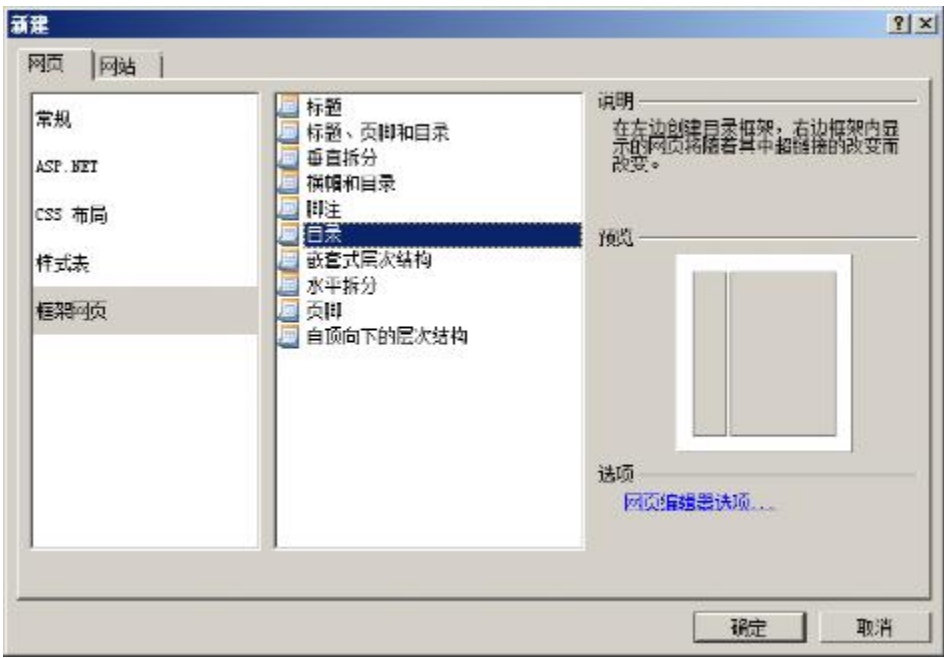 新建
网页
网站
常规
ASP.NET
CSS 布局
样式表
框架网页
标题
标题、页脚和目录
垂直拆分
横幅和目录
脚注
目录
嵌套式层次结构
水平拆分
页脚
自顶向下的层次结构
说明
在左边创建目录框架，右边框架内显
示的网页将随着其中超链接的改变而
改变。
预览
选项
网页编辑器选项...
确定
取消